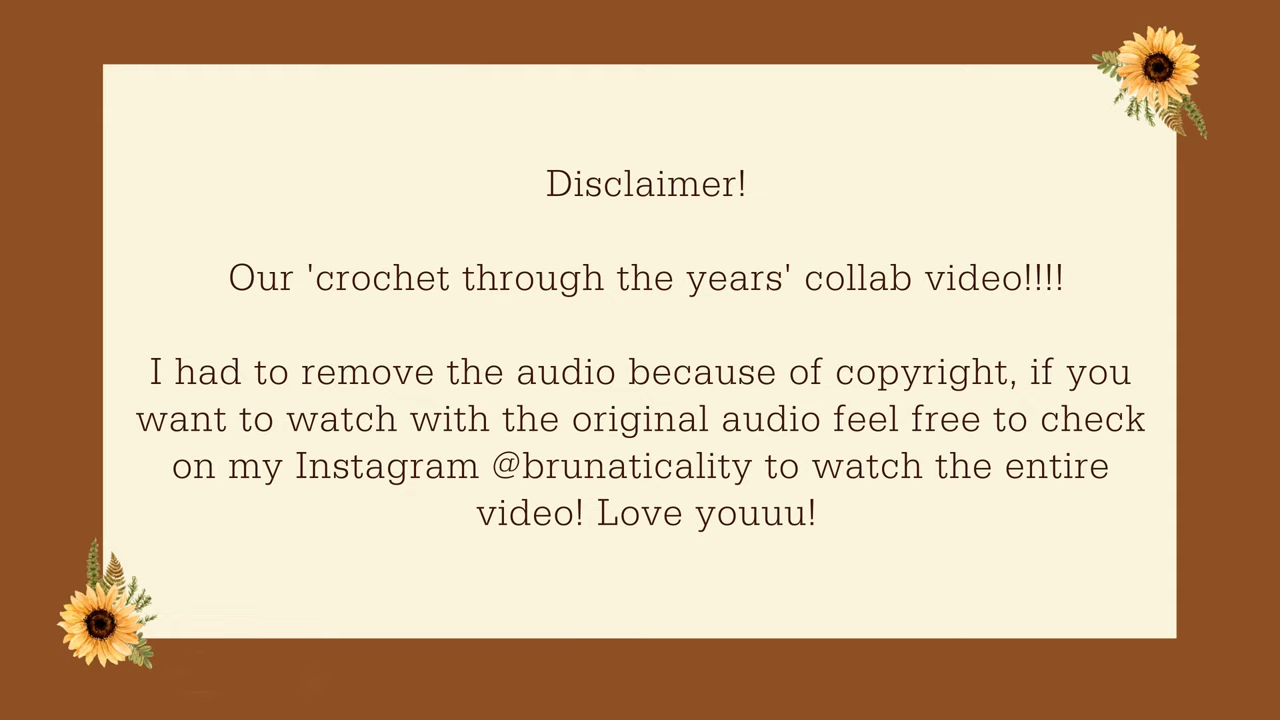 Disclaimer!
Our 'crochet through the years' collab video!!!!
I had to remove the audio because of copyright, if you
want to watch with the original audio feel free to check
on my Instagram @brunaticality to watch the entire
video! Love youuu!